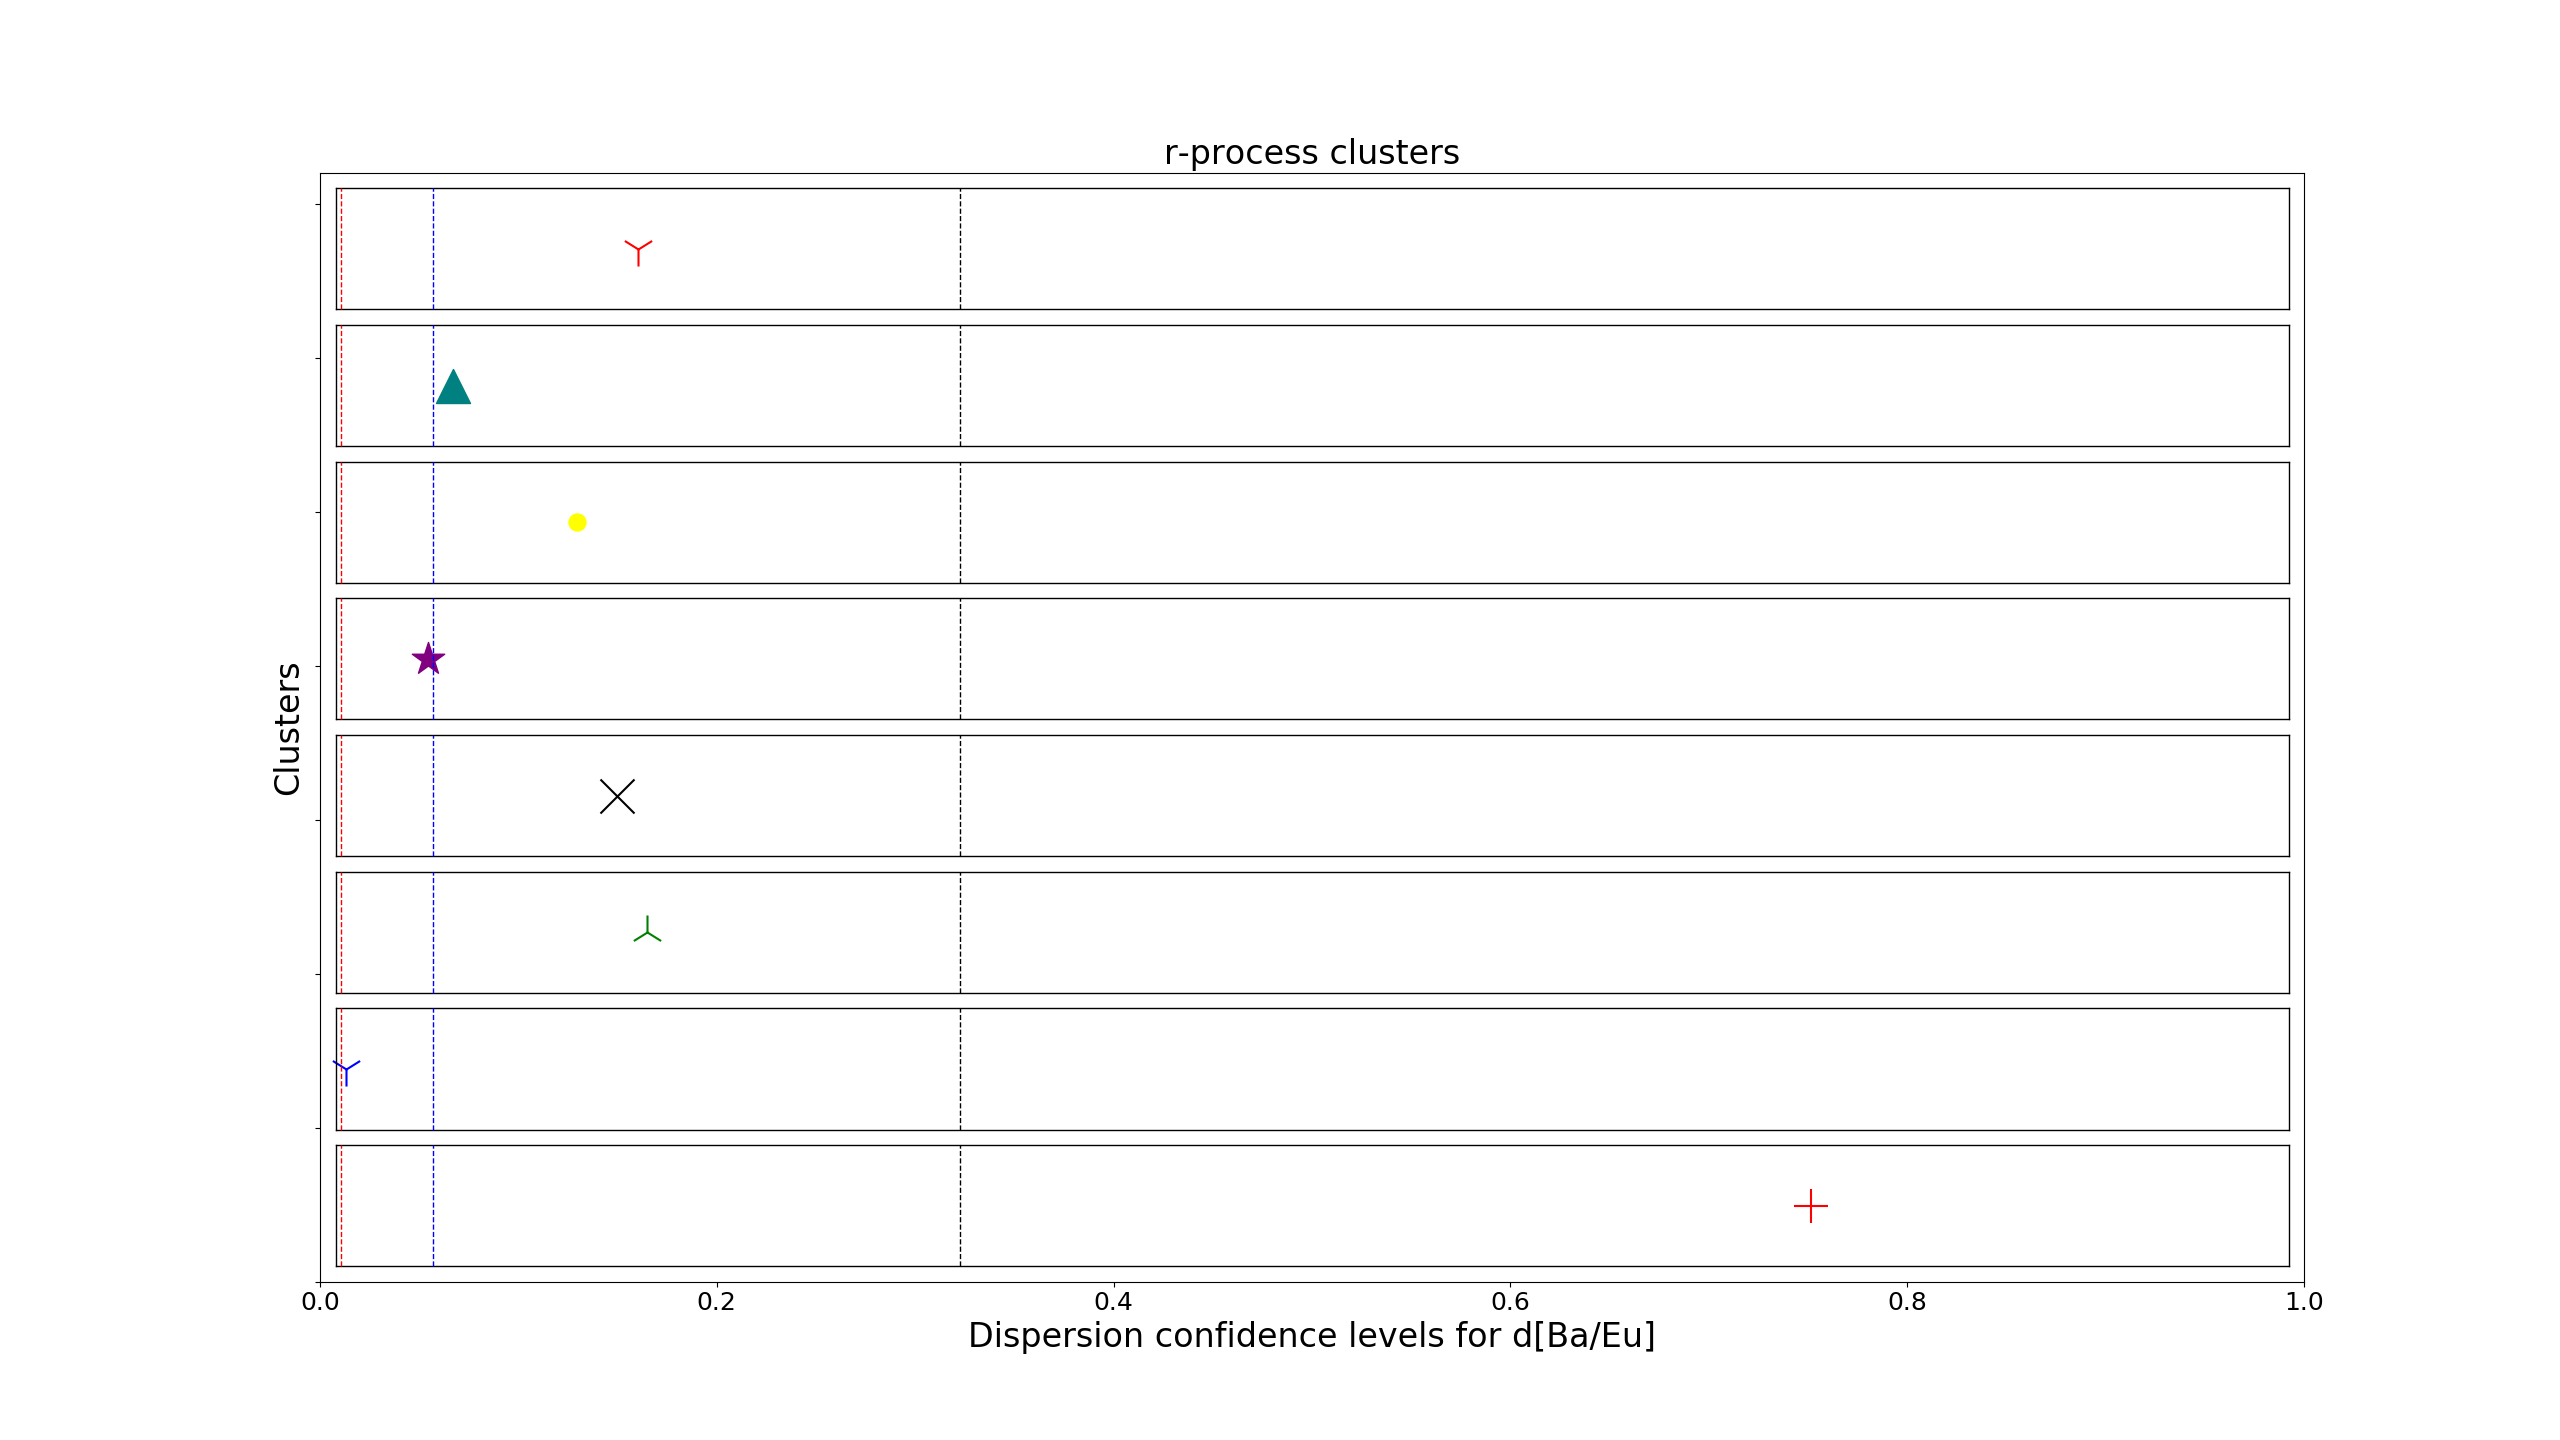 r-process clusters
Clusters
0.0 0.2 0.4 0.6 0.8 1.0
Dispersion confidence levels for d[Ba/Eu]